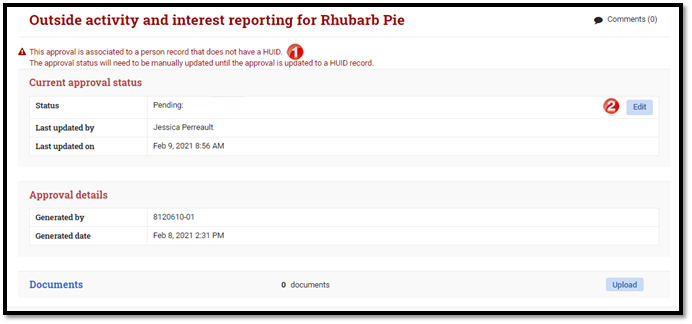 Outside activity and interest reporting for Rhubarb Pie
Comments (0)
This approval is associated to a person record that does not have a HUID. 1
The approval status will need to be manually updated until the approval is updated to a HUID record.
Current approval status
Status Pending: 2 Edit
Last updated by Jessica Perreault
Last updated on Feb 9, 2021 8:56 AM
Approval details
Generated by 8120610-01
Generated date Feb 8, 2021 2:31 PM
Documents 0 documents Upload